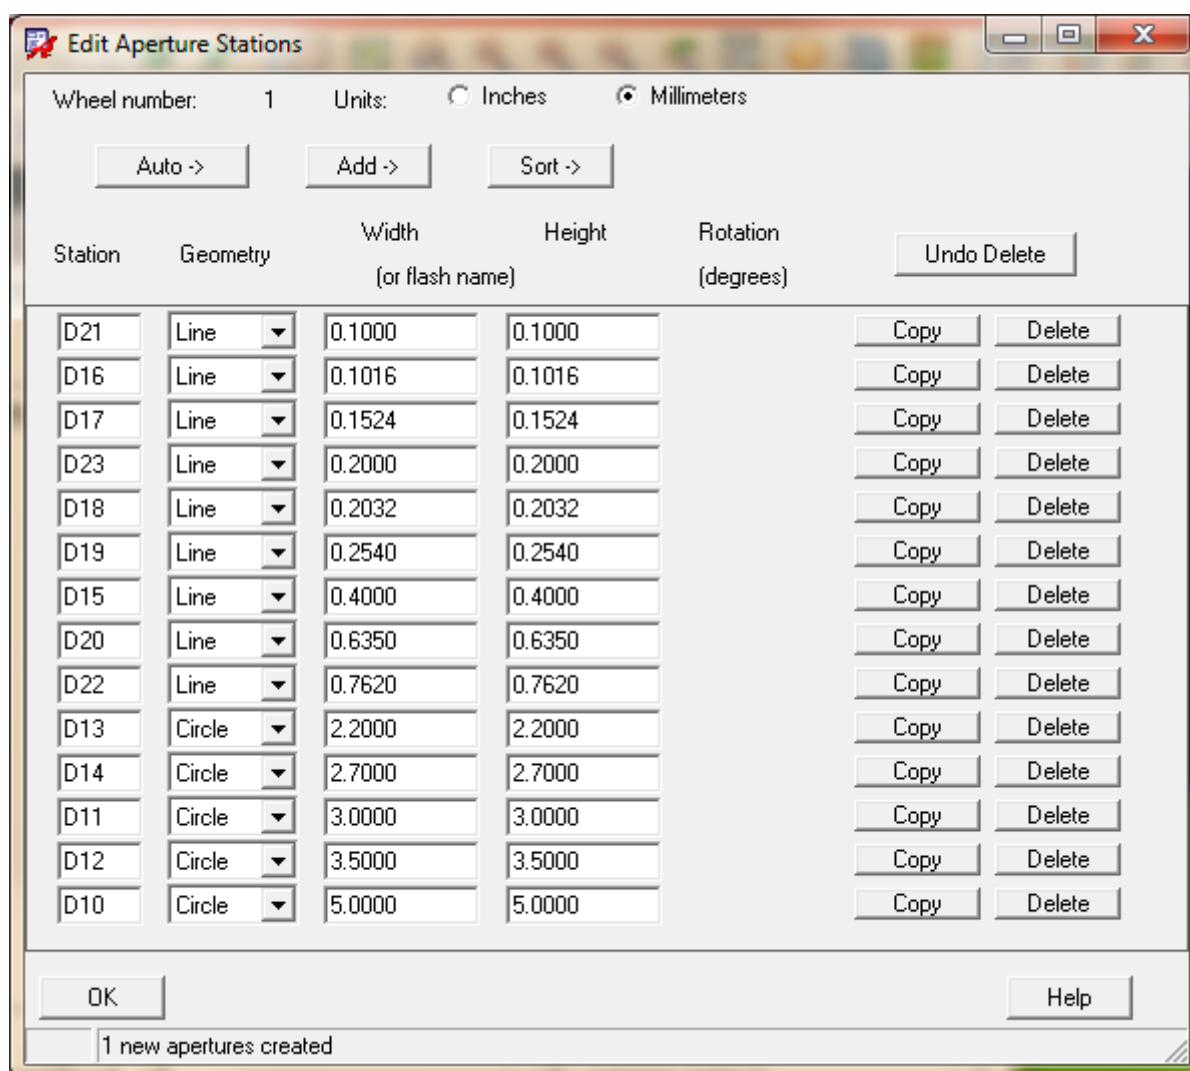 Edit Aperture Stations
Wheel number: 1 Units: Inches Millimeters
Auto -> Add -> Sort ->
Station Geometry Width Height Rotation Undo Delete
(or flash name) (degrees)
D21 Line 0.1000 0.1000 Copy Delete
D16 Line 0.1016 0.1016 Copy Delete
D17 Line 0.1524 0.1524 Copy Delete
D23 Line 0.2000 0.2000 Copy Delete
D18 Line 0.2032 0.2032 Copy Delete
D19 Line 0.2540 0.2540 Copy Delete
D15 Line 0.4000 0.4000 Copy Delete
D20 Line 0.6350 0.6350 Copy Delete
D22 Line 0.7620 0.7620 Copy Delete
D13 Circle 2.2000 2.2000 Copy Delete
D14 Circle 2.7000 2.7000 Copy Delete
D11 Circle 3.0000 3.0000 Copy Delete
D12 Circle 3.5000 3.5000 Copy Delete
D10 Circle 5.0000 5.0000 Copy Delete
OK Help
1 new apertures created